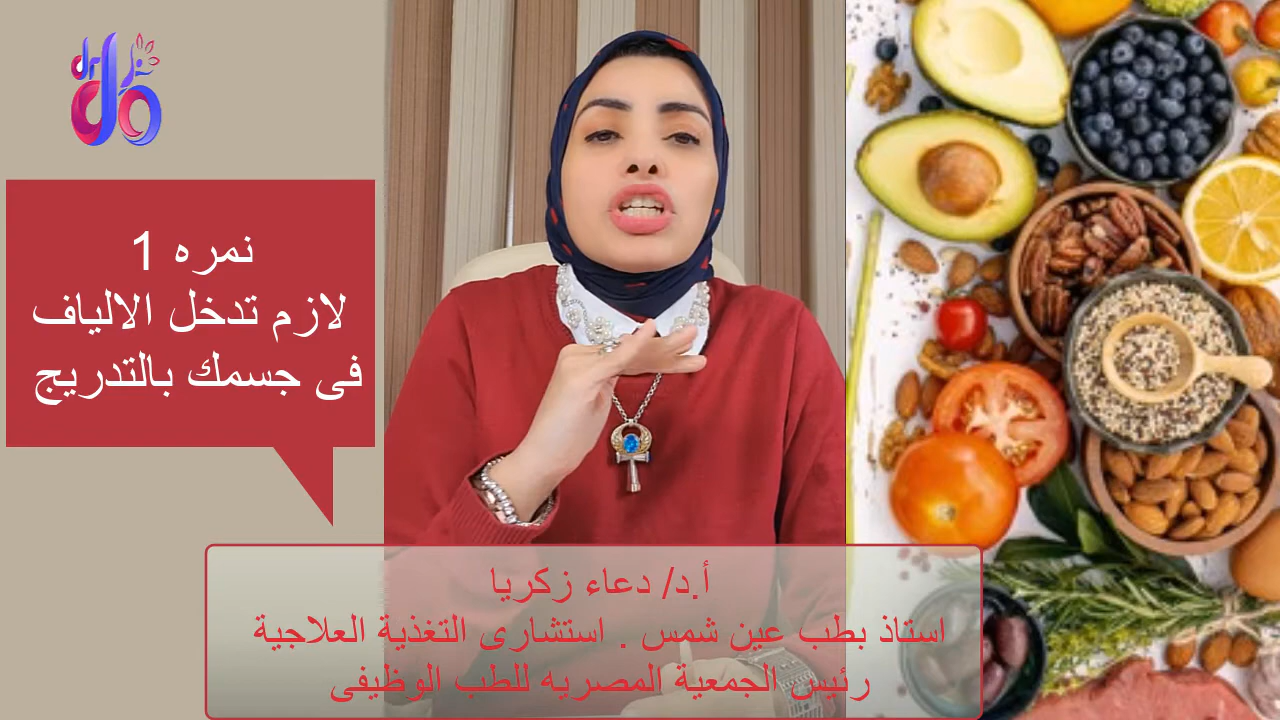 نمره 1
لازم تدخل الالياف
فى جسمك بالتدريج
أ.د/ دعاء زكريا
استاذ بطب عين شمس . استشارى التغذية العلاجية
رئيس الجمعية المصريه للطب الوظيفى